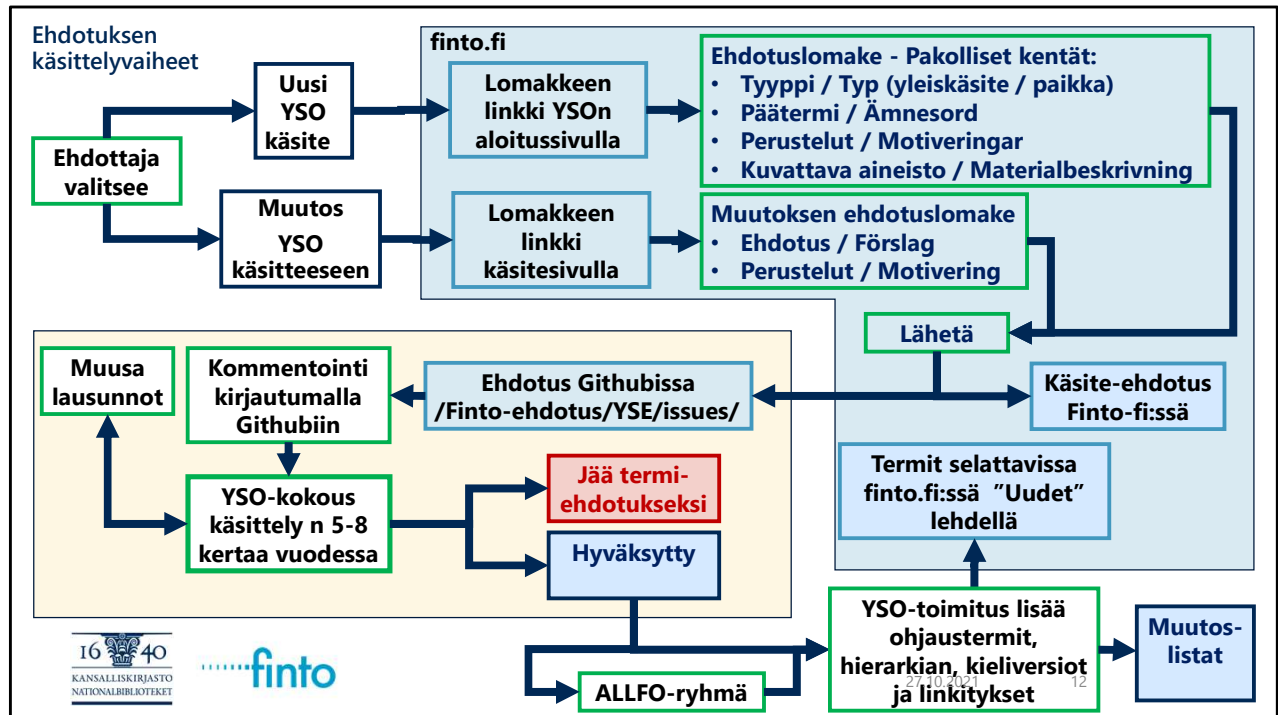 Ehdotuksen
käsittelyvaiheet
finto.fi
Ehdottaja
valitsee
Uusi
YSO
käsite
Lomakkeen
linkki YSOn
aloitussivulla
Ehdotuslomake - Pakolliset kentät:
• Tyyppi / Typ (yleiskäsite / paikka)
• Päätermi / Ämnesord
• Perustelut / Motiveringar
• Kuvattava aineisto / Materialbeskrivning
Muutos
YSO
käsitteeseen
Lomakkeen
linkki
käsitesivulla
Muutoksen ehdotuslomake
• Ehdotus / Förslag
• Perustelut / Motivering
Lähetä
Muusa
lausunnot
Kommentointi
kirjautumalla
Githubiin
Ehdotus Githubissa
/Finto-ehdotus/YSE/issues/
Käsite-ehdotus
Finto-fi:ssä
YSO-kokous
käsittely n 5-8
kertaa vuodessa
Jää termi-
ehdotukseksi
Hyväksytty
Termit selattavissa
finto.fi:ssä ”Uudet”
lehdellä
ALLFO-ryhmä
YSO-toimitus lisää
ohjaustermit,
hierarkian, kieliversiot
ja linkitykset
Muutos-
listat
16 40
KANSALLISKIRJASTO
NATIONALBIBLIOTEKET
finto
27.10.2021
12